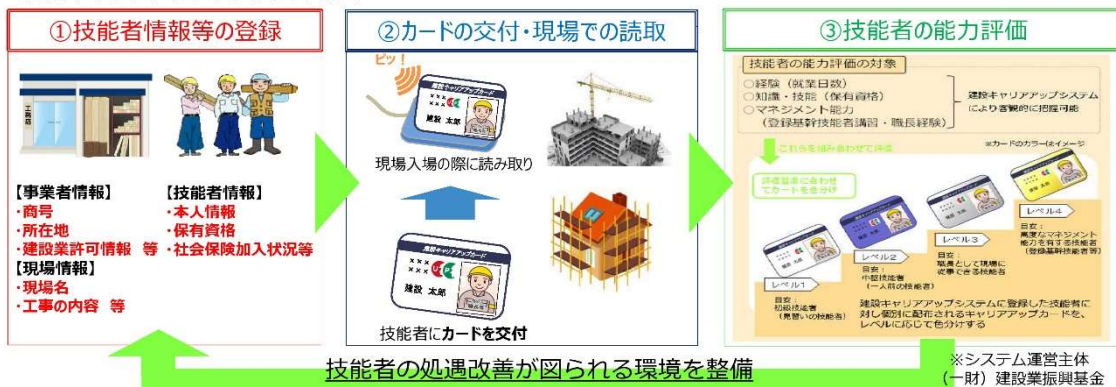 ①技能者情報等の登録
【事業者情報】
・商号
・所在地
・建設業許可情報 等
【技能者情報】
・本人情報
・保有資格
・社会保険加入状況等
【現場情報】
・現場名
・工事の内容 等
工務店
②カードの交付・現場での読取
ピッ!
建設キャリアアップカード
建設 太郎
現場入場の際に読み取り
建設キャリアアップカード
建設 太郎
技能者にカードを交付
③技能者の能力評価
技能者の能力評価の対象
○経験(就業日数)
○知識・技能(保有資格)
○マネジメント能力
(登録基幹技能者講習・職長経験)
建設キャリアアップシステム
により客観的に把握可能
これらを組み合わせて評価
※カードのカラーはイメージ
評価基準に合わせ
てカードを色分け
レベル1
目安:
初級技能者
(見習いの技能者)
レベル2
目安:
中堅技能者
(一人前の技能者)
レベル3
目安:
職長として現場に
従事できる技能者
レベル4
目安:
高度なマネジメント
能力を有する技能者
(登録基幹技能者等)
建設キャリアアップシステムに登録した技能者に
対し個別に配布されるキャリアアップカードを、
レベルに応じて色分けする
技能者の処遇改善が図られる環境を整備
※システム運営主体
(一財)建設業振興基金